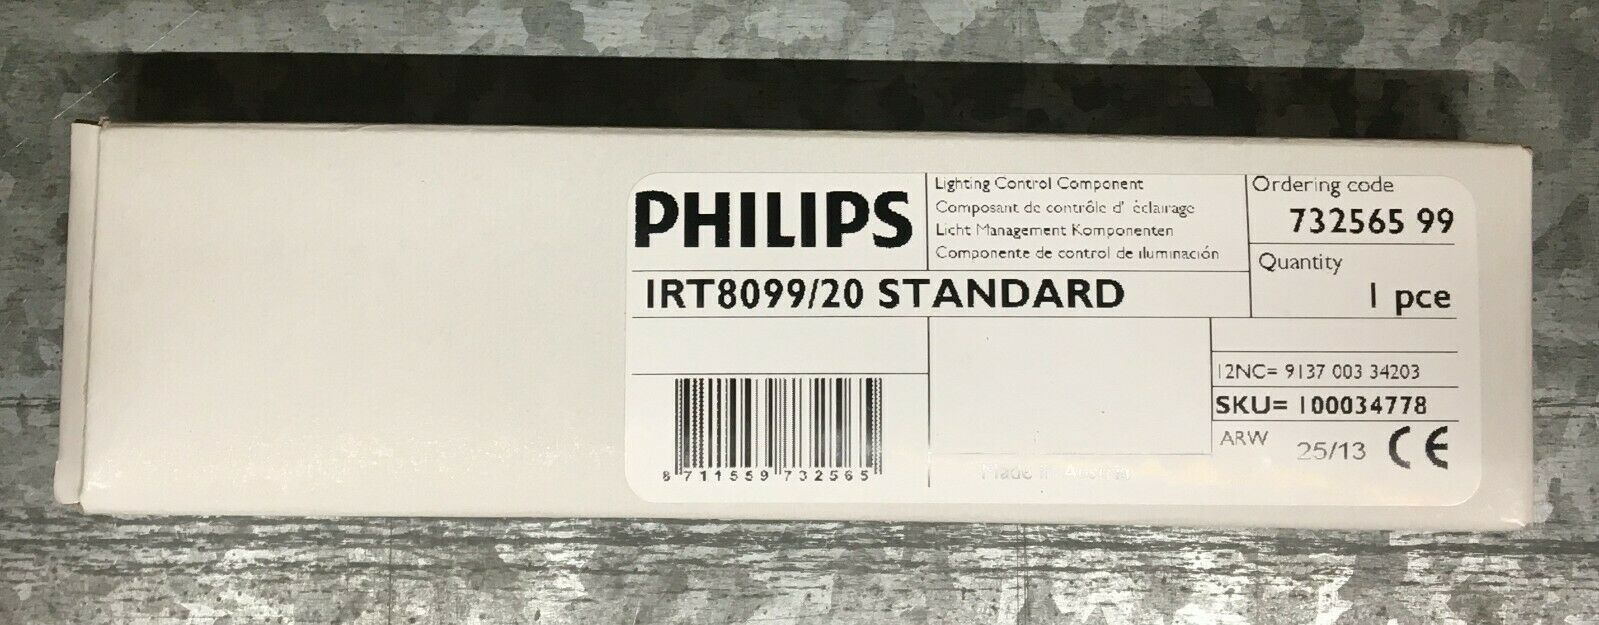 PHILIPS
Lighting Control Component
Composant de contrôle d' éclairage
Licht Management Komponenten
Componente de control de iluminación
Ordering code
732565 99
Quantity
1 pce
IRT8099/20 STANDARD
12NC= 9137 003 34203
SKU= 100034778
ARW
25/13 CE
8 711559 732565
Made in